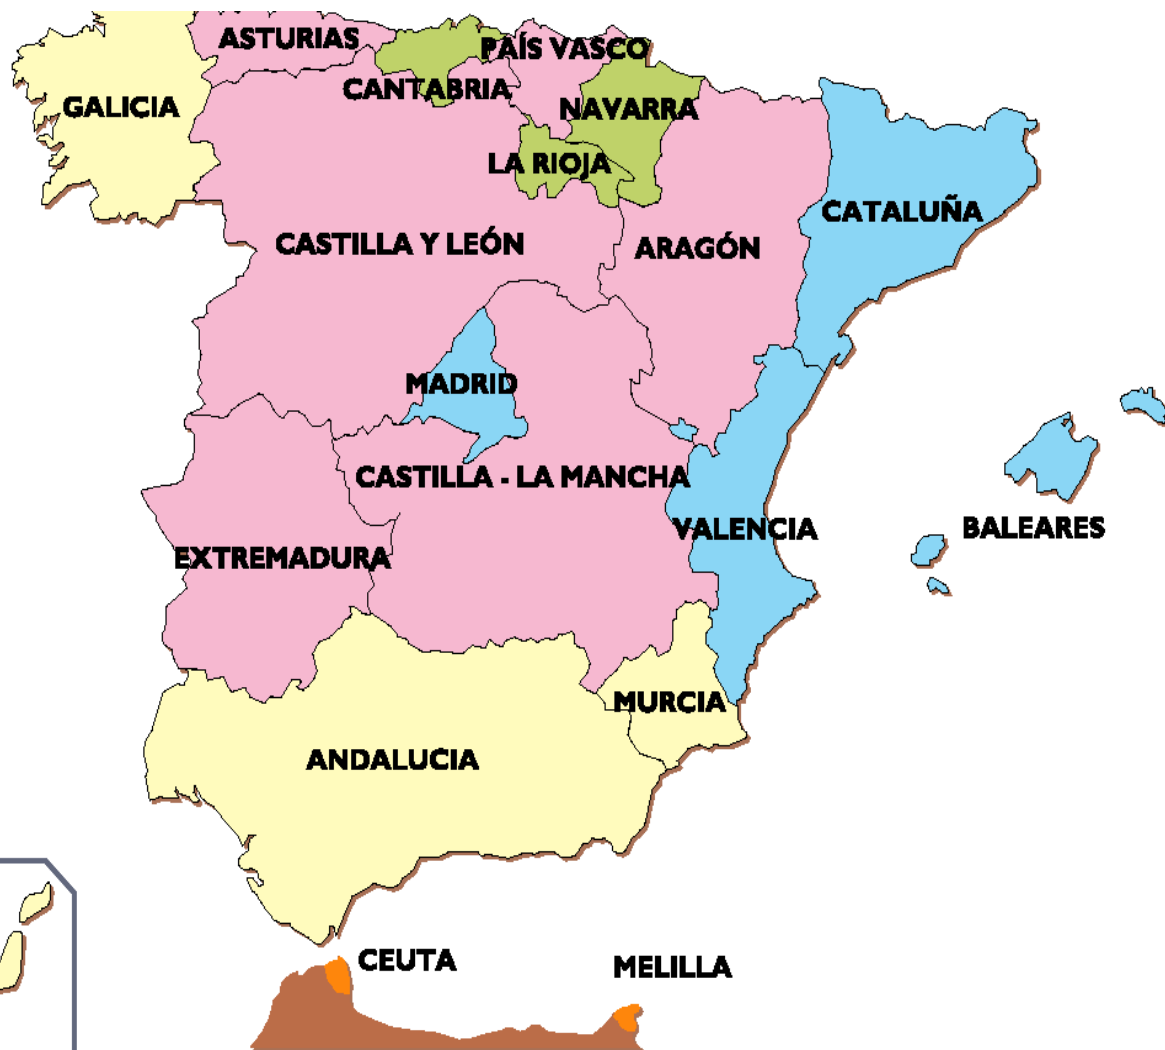 ASTURIAS
PAÍS VASCO
CANTABRIA
GALICIA
NAVARRA
LA RIOJA
CATALUÑA
CASTILLA Y LEÓN
ARAGÓN
MADRID
CASTILLA - LA MANCHA
VALENCIA
BALEARES
EXTREMADURA
MURCIA
ANDALUCIA
CEUTA
MELILLA